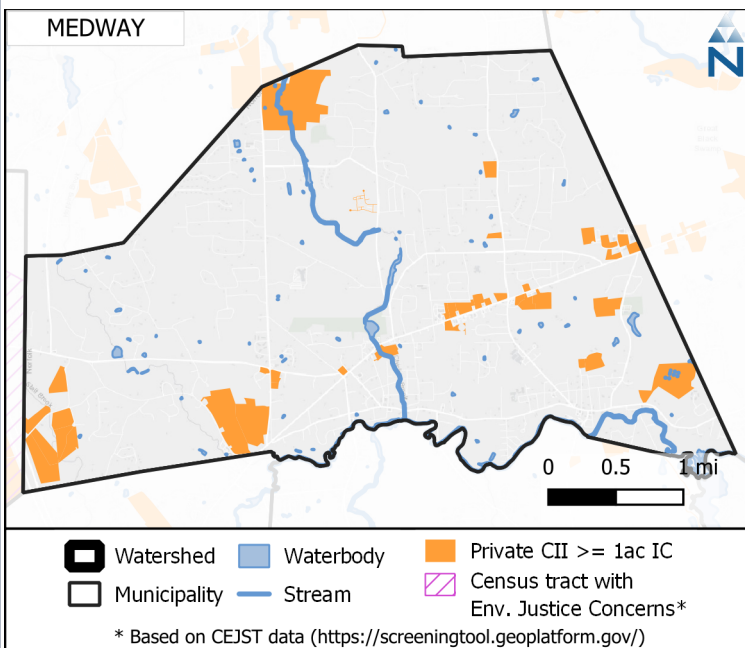 MEDWAY
N
0 0.5 1 mi
Watershed
Waterbody
Private CII >= 1ac IC
Municipality
Stream
Census tract with
Env. Justice Concerns*
* Based on CEJST data (https://screeningtool.geoplatform.gov/)